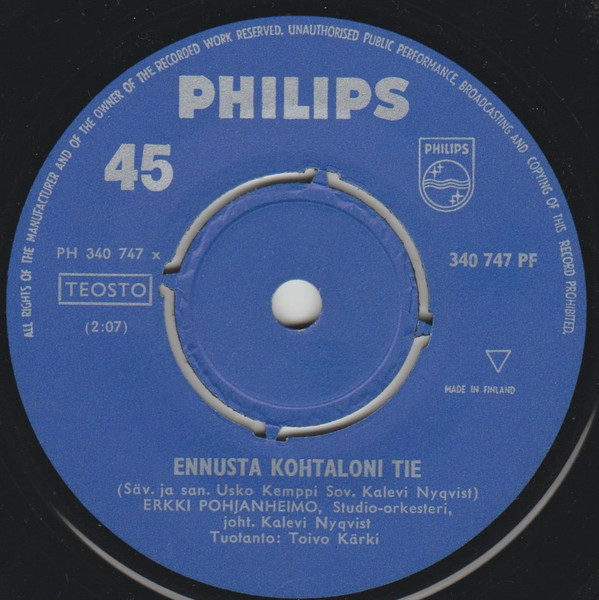 ALL RIGHTS OF THE MANUFACTURER AND OF THE OWNER OF THE RECORDED WORK RESERVED. UNAUTHORISED PUBLIC PERFORMANCE, BROADCASTING AND COPYING OF THIS RECORD PROHIBITED.
PHILIPS
45
PHILIPS
PH 340 747 x
340 747 PF
TEOSTO
(2:07)
MADE IN FINLAND
ENNUSTA KOHTALONI TIE
(Säv. ja san. Usko Kemppi Sov. Kalevi Nyqvist)
ERKKI POHJANHEIMO, Studio-orkesteri,
joht. Kalevi Nyqvist
Tuotanto: Toivo Kärki